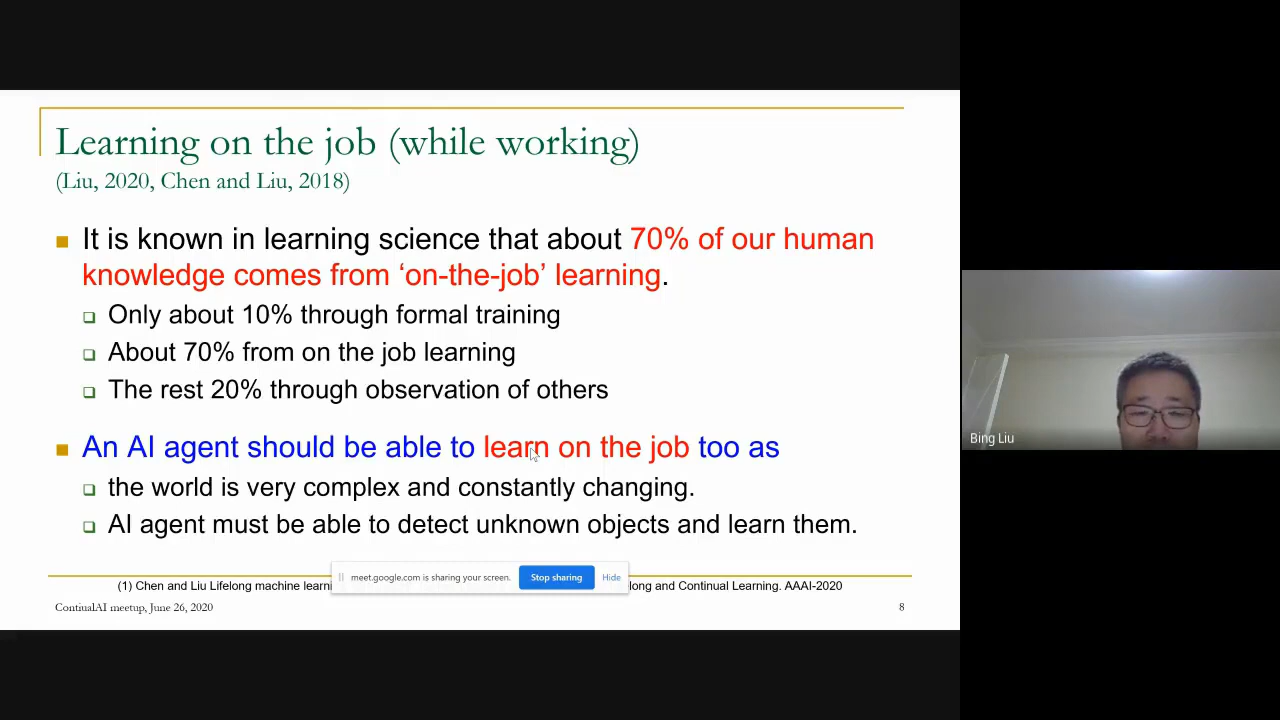 Learning on the job (while working)
(Liu, 2020, Chen and Liu, 2018)
It is known in learning science that about 70% of our human
knowledge comes from ‘on-the-job’ learning.
Only about 10% through formal training
About 70% from on the job learning
The rest 20% through observation of others
An AI agent should be able to learn on the job too as
the world is very complex and constantly changing.
AI agent must be able to detect unknown objects and learn them.
meet.google.com is sharing your screen. Stop sharing Hide
(1) Chen and Liu Lifelong machine and Continual Learning. AAAI-2020
ContiualAI meetup, June 26, 2020 8
Bing Liu